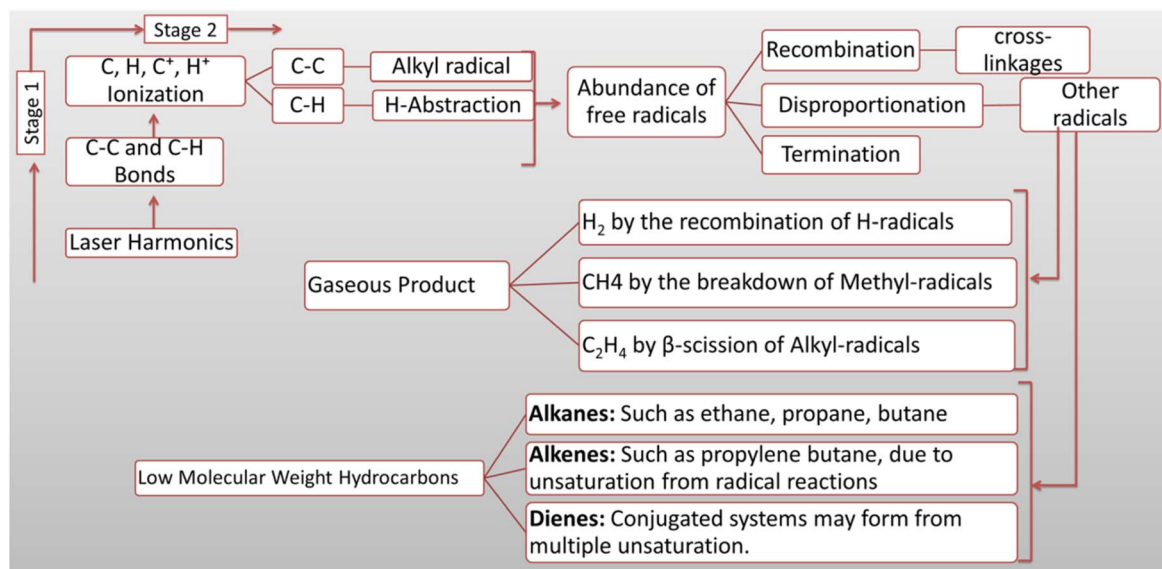 Stage 2
Stage 1
C, H, C⁺, H⁺
Ionization
C-C and C-H
Bonds
Laser Harmonics
C-C
Alkyl radical
C-H
H-Abstraction
Abundance of
free radicals
Recombination
cross-
linkages
Disproportionation
Other
radicals
Termination
Gaseous Product
H₂ by the recombination of H-radicals
CH4 by the breakdown of Methyl-radicals
C₂H₄ by β-scission of Alkyl-radicals
Low Molecular Weight Hydrocarbons
Alkanes: Such as ethane, propane, butane
Alkenes: Such as propylene butane, due to
unsaturation from radical reactions
Dienes: Conjugated systems may form from
multiple unsaturation.